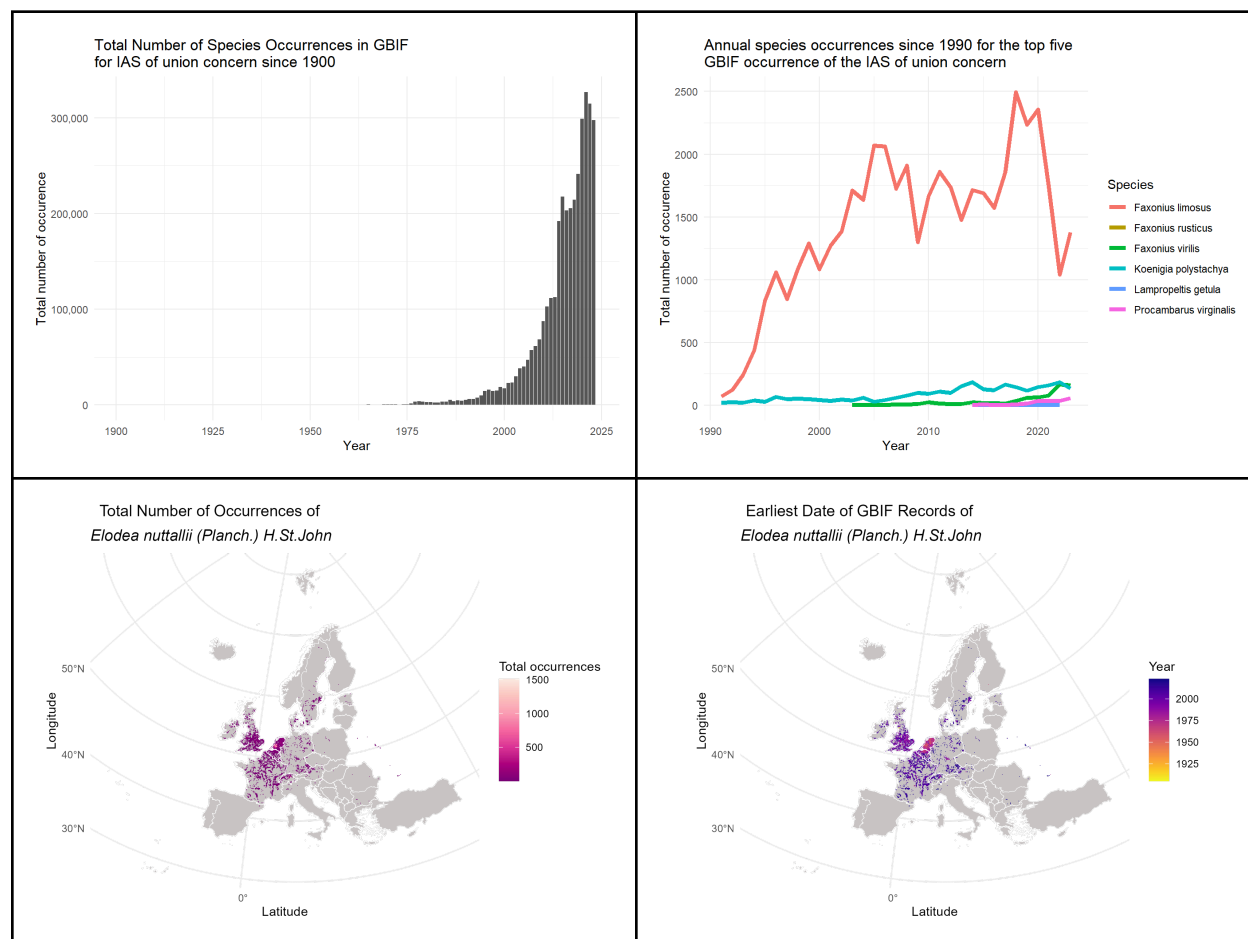 Total Number of Species Occurrences in GBIF
for IAS of union concern since 1900
Total number of occurence
300,000
200,000
100,000
0
1900
1925
1950
1975
2000
2025
Year
Annual species occurrences since 1990 for the top five
GBIF occurrence of the IAS of union concern
Total number of occurence
2500
2000
1500
1000
500
0
1990
2000
2010
2020
Year
Species
Faxonius limosus
Faxonius rusticus
Faxonius virilis
Koenigia polystachya
Lampropeltis getula
Procambarus virginalis
Total Number of Occurrences of
Elodea nuttallii (Planch.) H.St.John
Longitude
50°N
40°N
30°N
0°
Latitude
Total occurrences
1500
1000
500
Earliest Date of GBIF Records of
Elodea nuttallii (Planch.) H.St.John
Longitude
50°N
40°N
30°N
0°
Latitude
Year
2000
1975
1950
1925